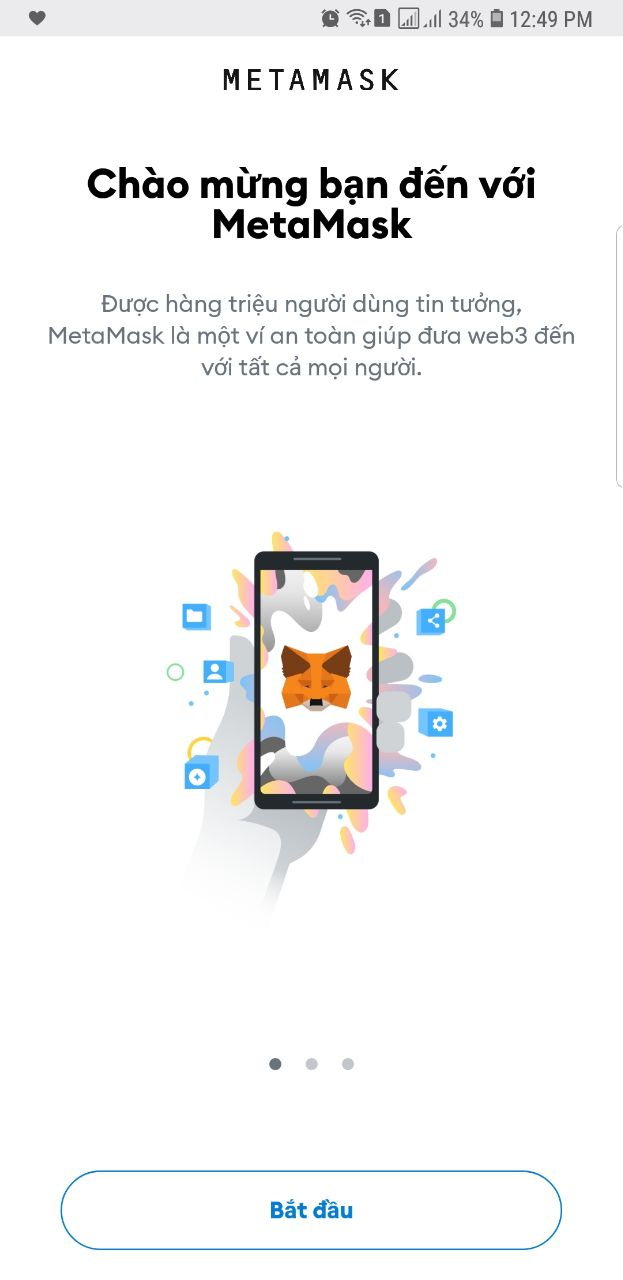 1 34% 12:49 PM
METAMASK
Chào mừng bạn đến với
MetaMask
Được hàng triệu người dùng tin tưởng,
MetaMask là một ví an toàn giúp đưa web3 đến
với tất cả mọi người.
Bắt đầu